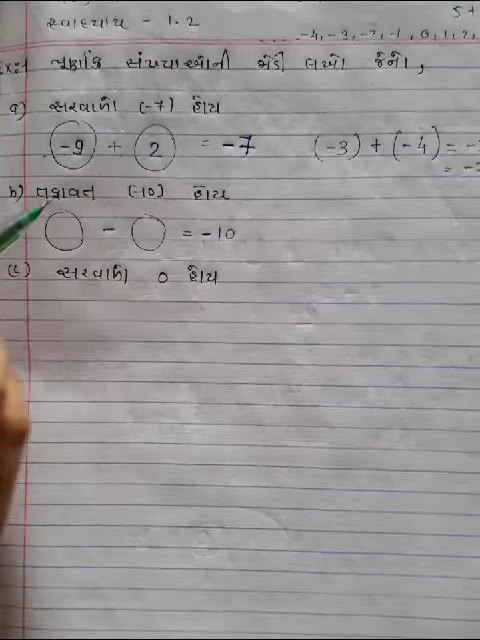 સ્વાધ્યાય - 1.2
5+
.... -4, -3, -2, -1, 0, 1, 2,
Ex:1 પૂર્ણાંક સંખ્યાઓની જોડી લખો જેનો,
a) સરવાળો (-7) હોય
-9 + 2 = -7 (-3) + (-4) =
b) તફાવત (-10) હોય
- = -10
(c) સરવાળો 0 હોય